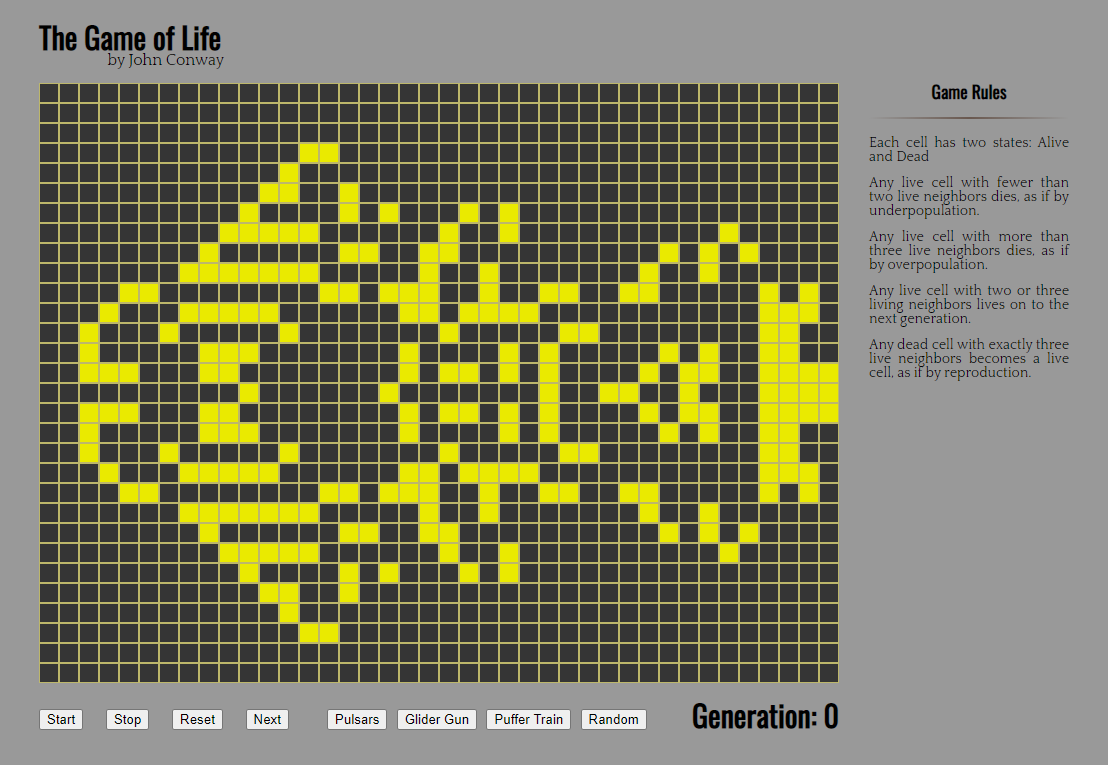 The Game of Life
by John Conway
Game Rules
Each cell has two states: Alive
and Dead
Any live cell with fewer than
two live neighbors dies, as if by
underpopulation.
Any live cell with more than
three live neighbors dies, as if
by overpopulation.
Any live cell with two or three
living neighbors lives on to the
next generation.
Any dead cell with exactly three
live neighbors becomes a live
cell, as if by reproduction.
Start Stop Reset Next Pulsars Glider Gun Puffer Train Random Generation: 0